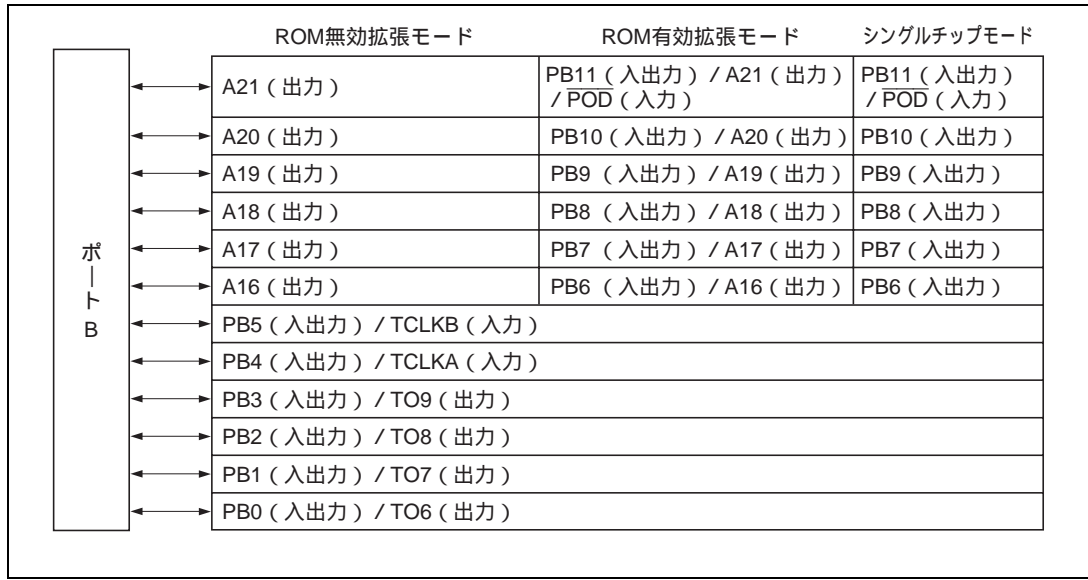 ROM無効拡張モード ROM有効拡張モード シングルチップモード
A21(出力) PB11(入出力)/A21(出力) PB11(入出力)
/POD(入力) /POD(入力)
A20(出力) PB10(入出力)/A20(出力) PB10(入出力)
A19(出力) PB9 (入出力)/A19(出力) PB9(入出力)
A18(出力) PB8 (入出力)/A18(出力) PB8(入出力)
A17(出力) PB7 (入出力)/A17(出力) PB7(入出力)
A16(出力) PB6 (入出力)/A16(出力) PB6(入出力)
ポートB
PB5(入出力)/TCLKB(入力)
PB4(入出力)/TCLKA(入力)
PB3(入出力)/TO9(出力)
PB2(入出力)/TO8(出力)
PB1(入出力)/TO7(出力)
PB0(入出力)/TO6(出力)